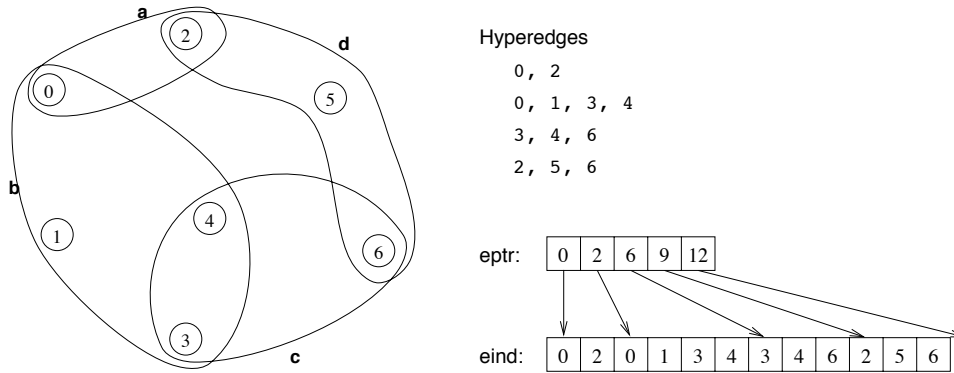 a
2
d
0
5
b
1
4
6
3
c
Hyperedges
0, 2
0, 1, 3, 4
3, 4, 6
2, 5, 6
eptr: 0 2 6 9 12
eind: 0 2 0 1 3 4 3 4 6 2 5 6